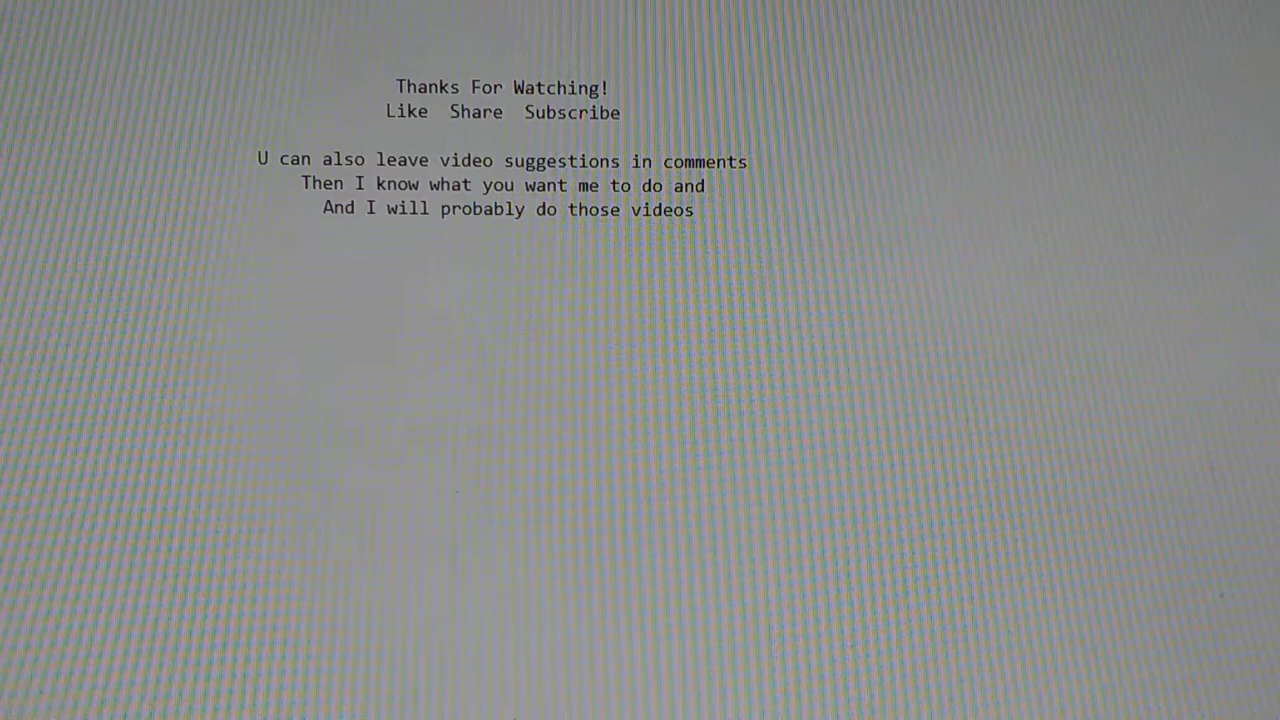 Thanks For Watching!
Like Share Subscribe
U can also leave video suggestions in comments
Then I know what you want me to do and
And I will probably do those videos